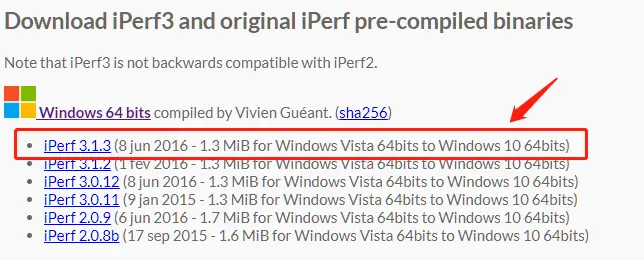 Download iPerf3 and original iPerf pre-compiled binaries
Note that iPerf3 is not backwards compatible with iPerf2.
Windows 64 bits compiled by Vivien Guéant. (sha256)
• iPerf 3.1.3 (8 jun 2016 - 1.3 MiB for Windows Vista 64bits to Windows 10 64bits)
• iPerf 3.1.2 (1 fev 2016 - 1.3 MiB for Windows Vista 64bits to Windows 10 64bits)
• iPerf 3.0.12 (8 jun 2016 - 1.3 MiB for Windows Vista 64bits to Windows 10 64bits)
• iPerf 3.0.11 (9 jan 2015 - 1.3 MiB for Windows Vista 64bits to Windows 10 64bits)
• iPerf 2.0.9 (6 jun 2016 - 1.7 MiB for Windows Vista 64bits to Windows 10 64bits)
• iPerf 2.0.8b (17 sep 2015 - 1.6 MiB for Windows Vista 64bits to Windows 10 64bits)